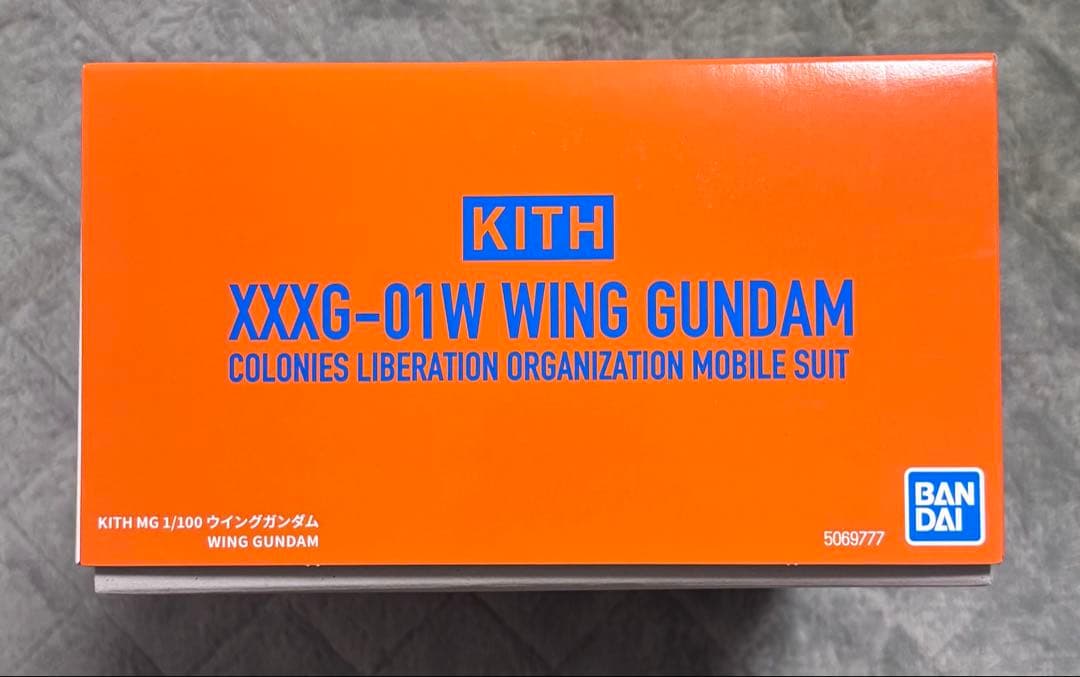 KITH
XXXG-01W WING GUNDAM
COLONIES LIBERATION ORGANIZATION MOBILE SUIT
KITH MG 1/100 ウイングガンダム
WING GUNDAM
5069777
BAN
DAI